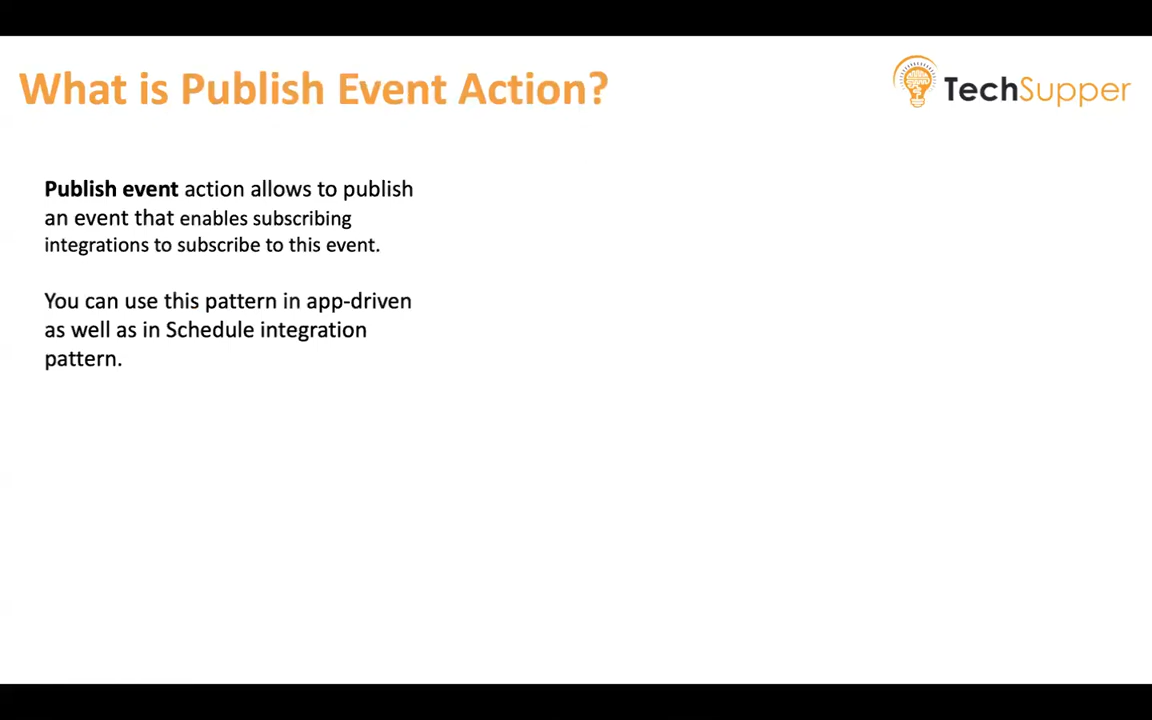 What is Publish Event Action?
TechSupper
Publish event action allows to publish
an event that enables subscribing
integrations to subscribe to this event.
You can use this pattern in app-driven
as well as in Schedule integration
pattern.